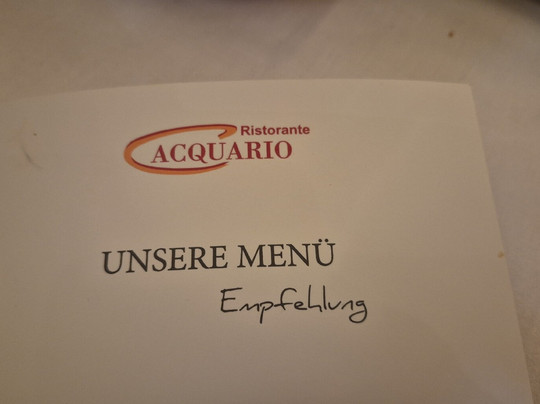 Ristorante
ACQUARIO
UNSERE MENÜ
Empfehlung